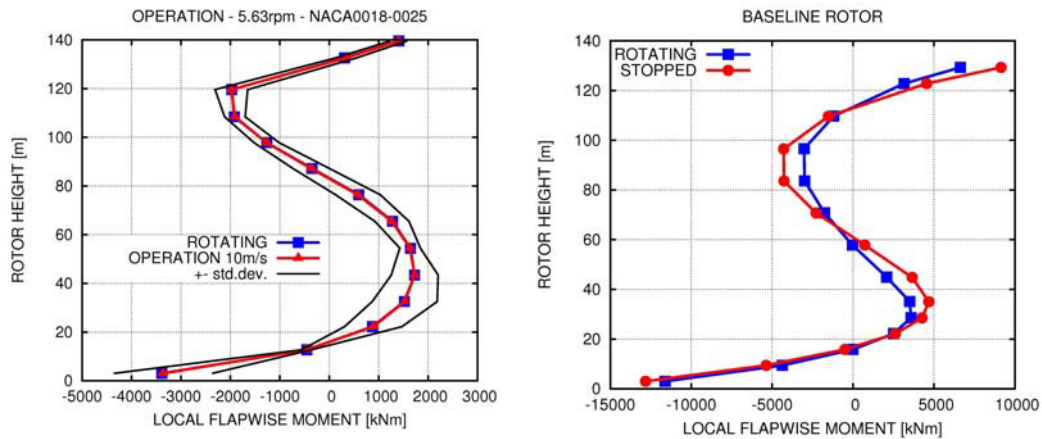 OPERATION - 5.63rpm - NACA0018-0025
140
120
100
80
60
40
20
0
ROTOR HEIGHT [m]
ROTATING
OPERATION 10m/s
+- std.dev.
-5000 -4000 -3000 -2000 -1000 0 1000 2000 3000
LOCAL FLAPWISE MOMENT [kNm]
BASELINE ROTOR
140
120
100
80
60
40
20
0
ROTOR HEIGHT [m]
ROTATING
STOPPED
-15000 -10000 -5000 0 5000 10000
LOCAL FLAPWISE MOMENT [kNm]